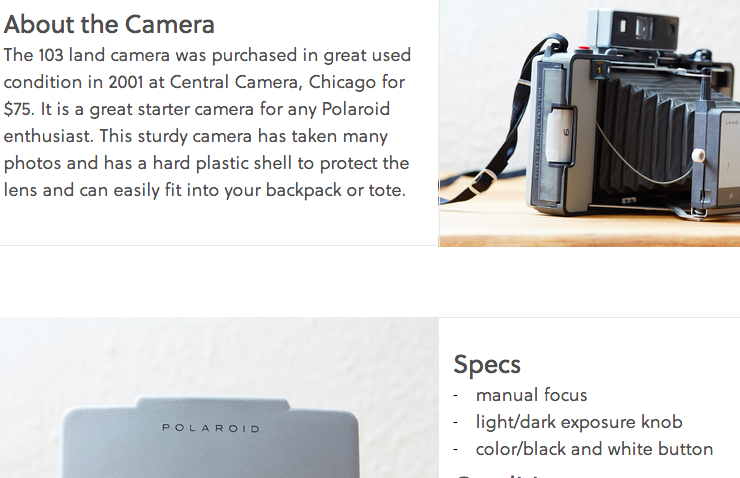 About the Camera
The 103 land camera was purchased in great used
condition in 2001 at Central Camera, Chicago for
$75. It is a great starter camera for any Polaroid
enthusiast. This sturdy camera has taken many
photos and has a hard plastic shell to protect the
lens and can easily fit into your backpack or tote.
LAND
P
POLAROID
Specs
- manual focus
- light/dark exposure knob
- color/black and white button